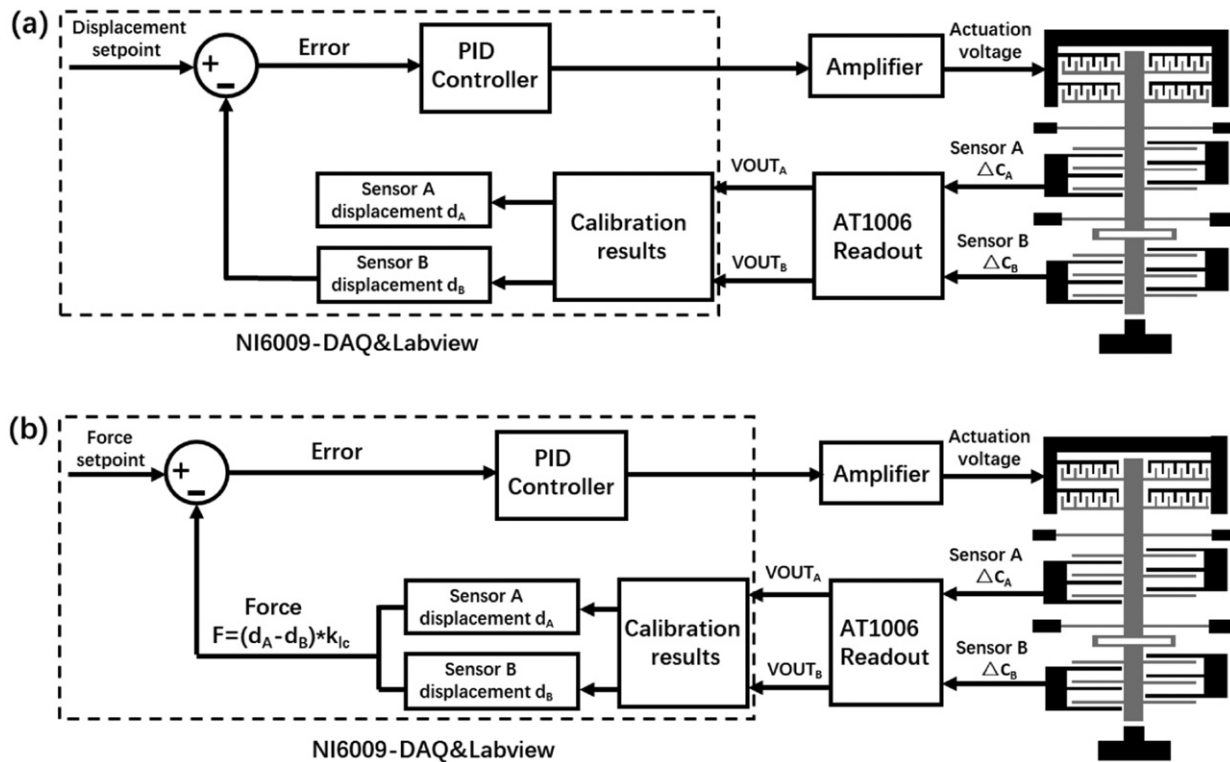 (a)
Displacement
setpoint
+
−
Error
PID
Controller
Amplifier
Actuation
voltage
Sensor A
displacement dA
Sensor B
displacement dB
Calibration
results
VOUTA
VOUTB
AT1006
Readout
Sensor A
△CA
Sensor B
△CB
NI6009-DAQ&Labview
(b)
Force
setpoint
+
−
Error
PID
Controller
Amplifier
Actuation
voltage
Force
F=(dA-dB)*klc
Sensor A
displacement dA
Sensor B
displacement dB
Calibration
results
VOUTA
VOUTB
AT1006
Readout
Sensor A
△CA
Sensor B
△CB
NI6009-DAQ&Labview